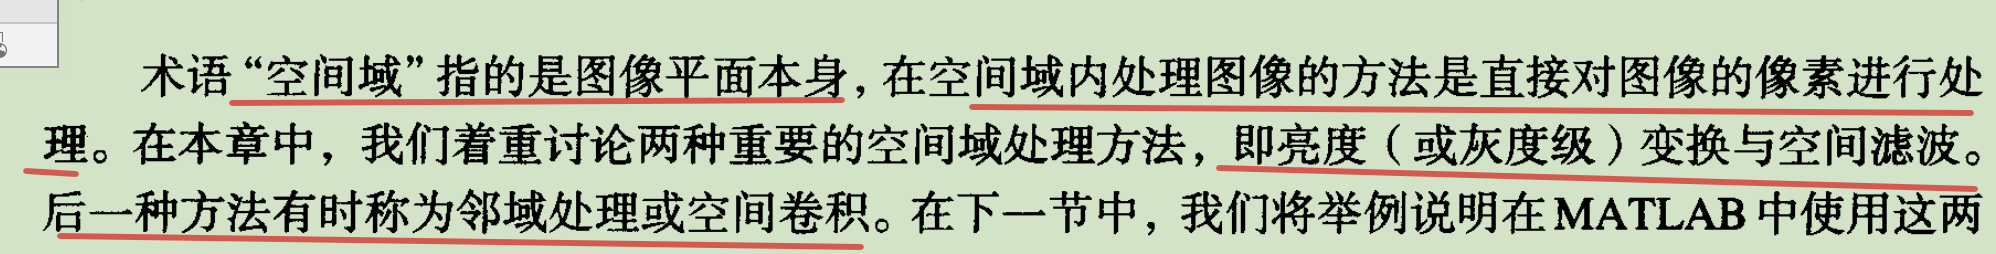 术语“空间域”指的是图像平面本身，在空间域内处理图像的方法是直接对图像的像素进行处
理。在本章中，我们着重讨论两种重要的空间域处理方法，即亮度（或灰度级）变换与空间滤波。
后一种方法有时称为邻域处理或空间卷积。在下一节中，我们将举例说明在MATLAB中使用这两